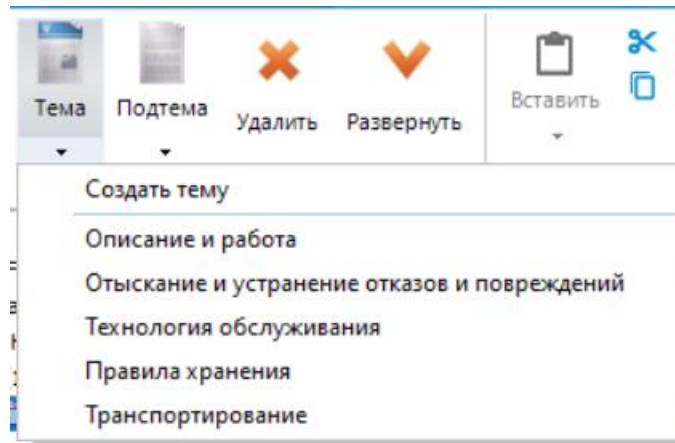 Тема Подтема Удалить Развернуть Вставить
Создать тему
Описание и работа
Отыскание и устранение отказов и повреждений
Технология обслуживания
Правила хранения
Транспортирование